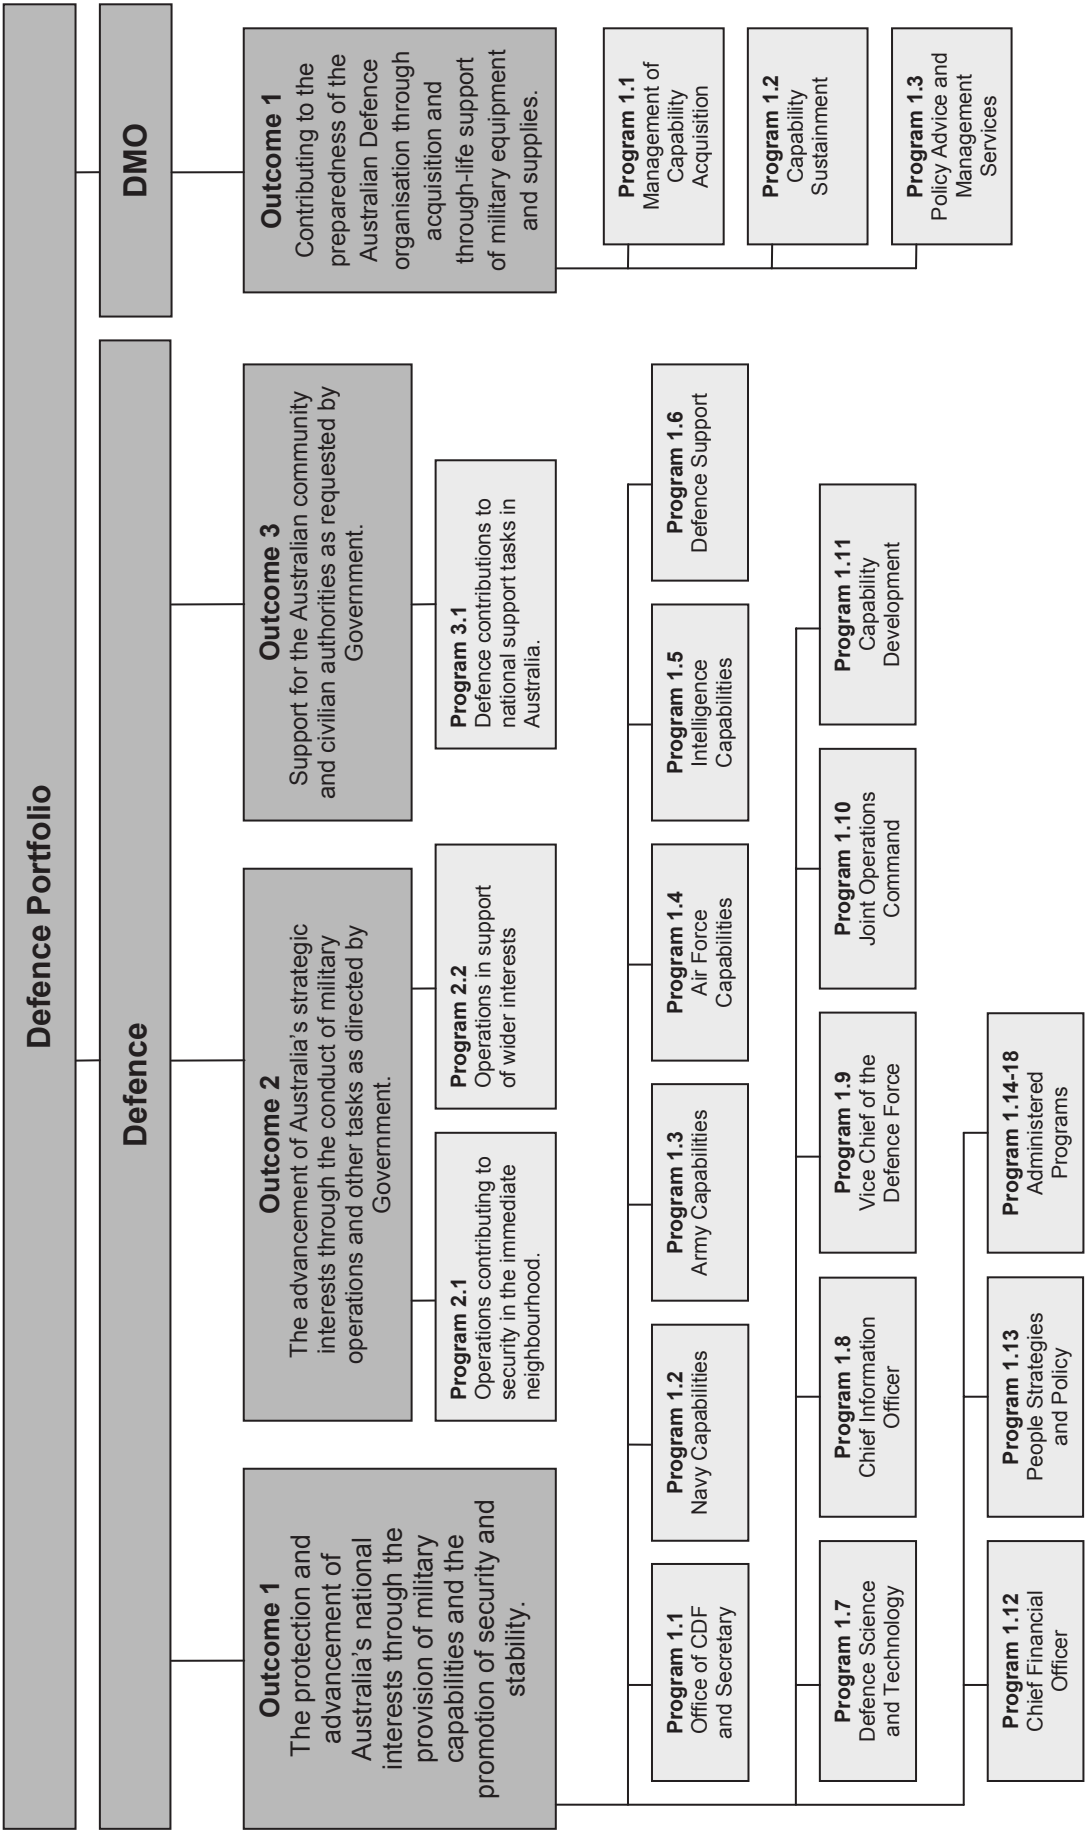 Defence Portfolio
Defence
DMO
Outcome 1
The protection and
advancement of
Australia's national
interests through the
provision of military
capabilities and the
promotion of security and
stability.
Outcome 2
The advancement of Australia's strategic
interests through the conduct of military
operations and other tasks as directed by
Government.
Outcome 3
Support for the Australian community
and civilian authorities as requested by
Government.
Outcome 1
Contributing to the
preparedness of the
Australian Defence
organisation through
acquisition and
through-life support
of military equipment
and supplies.
Program 2.1
Operations contributing to
security in the immediate
neighbourhood.
Program 2.2
Operations in support
of wider interests
Program 3.1
Defence contributions to
national support tasks in
Australia.
Program 1.1
Management of
Capability
Acquisition
Program 1.2
Capability
Sustainment
Program 1.3
Policy Advice and
Management
Services
Program 1.1
Office of CDF
and Secretary
Program 1.2
Navy Capabilities
Program 1.3
Army Capabilities
Program 1.4
Air Force
Capabilities
Program 1.5
Intelligence
Capabilities
Program 1.6
Defence Support
Program 1.7
Defence Science
and Technology
Program 1.8
Chief Information
Officer
Program 1.9
Vice Chief of the
Defence Force
Program 1.10
Joint Operations
Command
Program 1.11
Capability
Development
Program 1.12
Chief Financial
Officer
Program 1.13
People Strategies
and Policy
Program 1.14-18
Administered
Programs